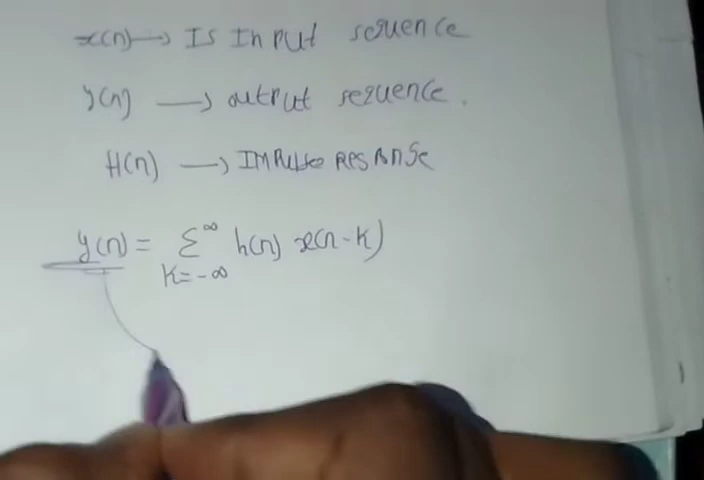 x(n) → Is Input sequence
y(n) → output sequence.
H(n) → Impulse Response
y(n) = Σ^∞ h(n) x(n-k)
K=-∞